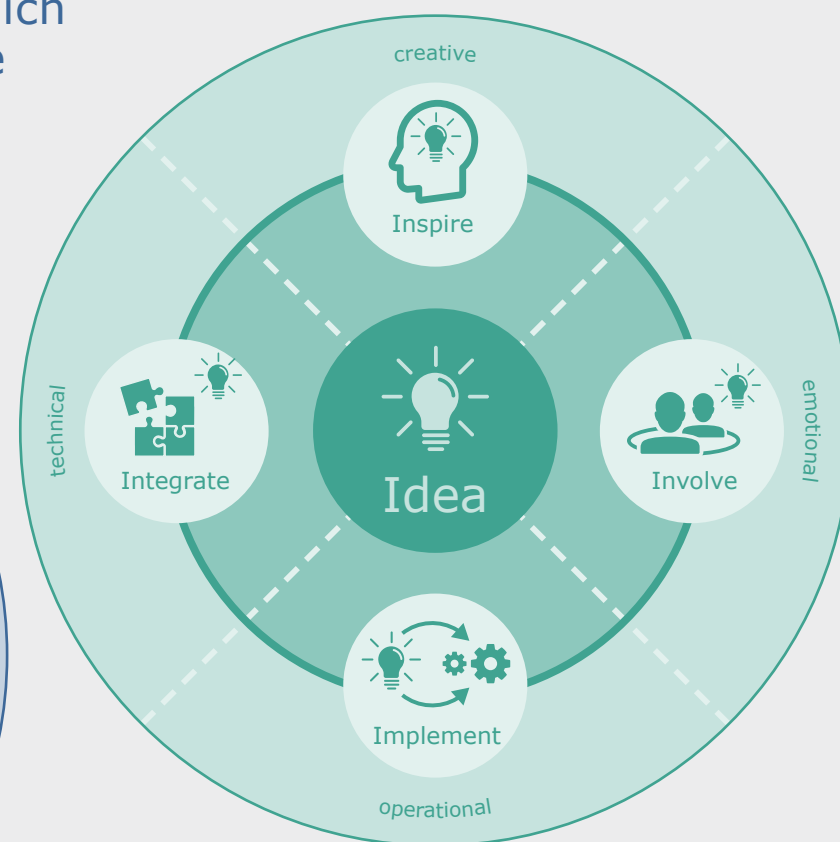 creative
Inspire
technical
Integrate
Idea
Involve
emotional
Implement
operational